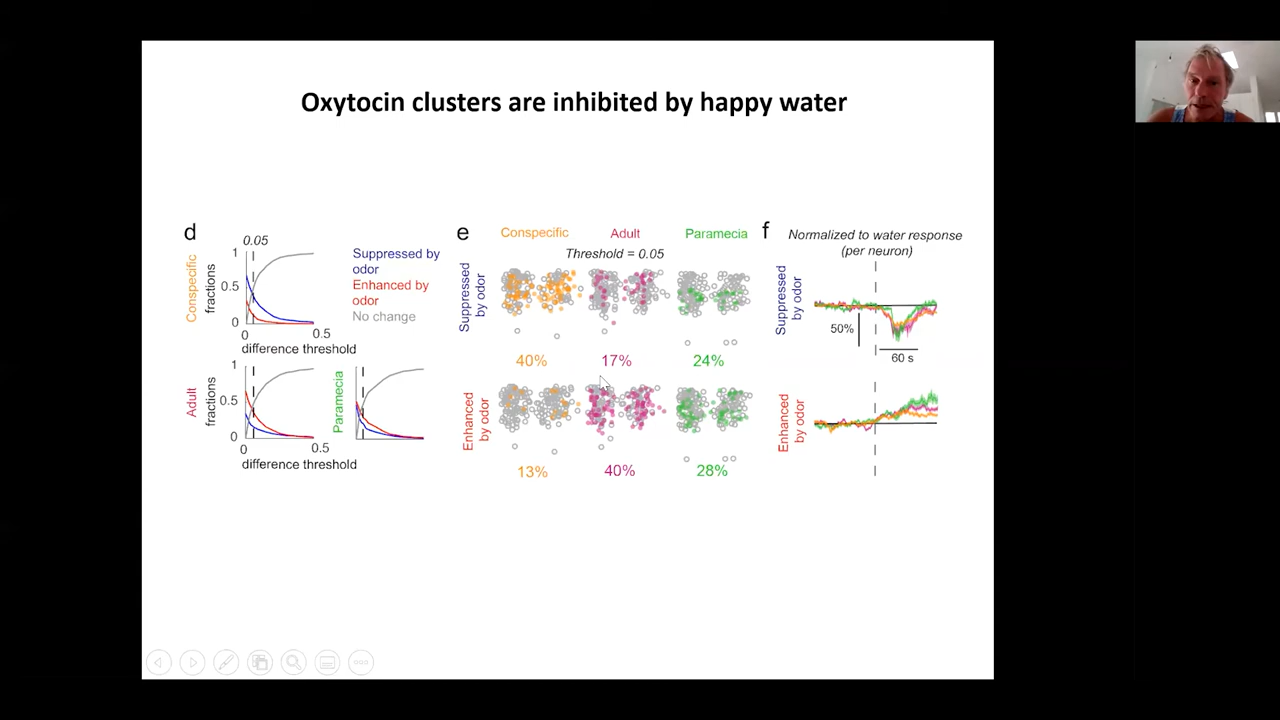 Oxytocin clusters are inhibited by happy water
d
0.05
Conspecific
fractions
1
0.5
0
0
0.5
difference threshold
Suppressed by
odor
Enhanced by
odor
No change
Adult
fractions
1
0.5
0
0
0.5
difference threshold
Paramecia
e
Conspecific
Adult
Paramecia
Threshold = 0.05
Suppressed
by odor
40%
17%
24%
Enhanced
by odor
13%
40%
28%
f
Normalized to water response
(per neuron)
Suppressed
by odor
50%
60 s
Enhanced
by odor